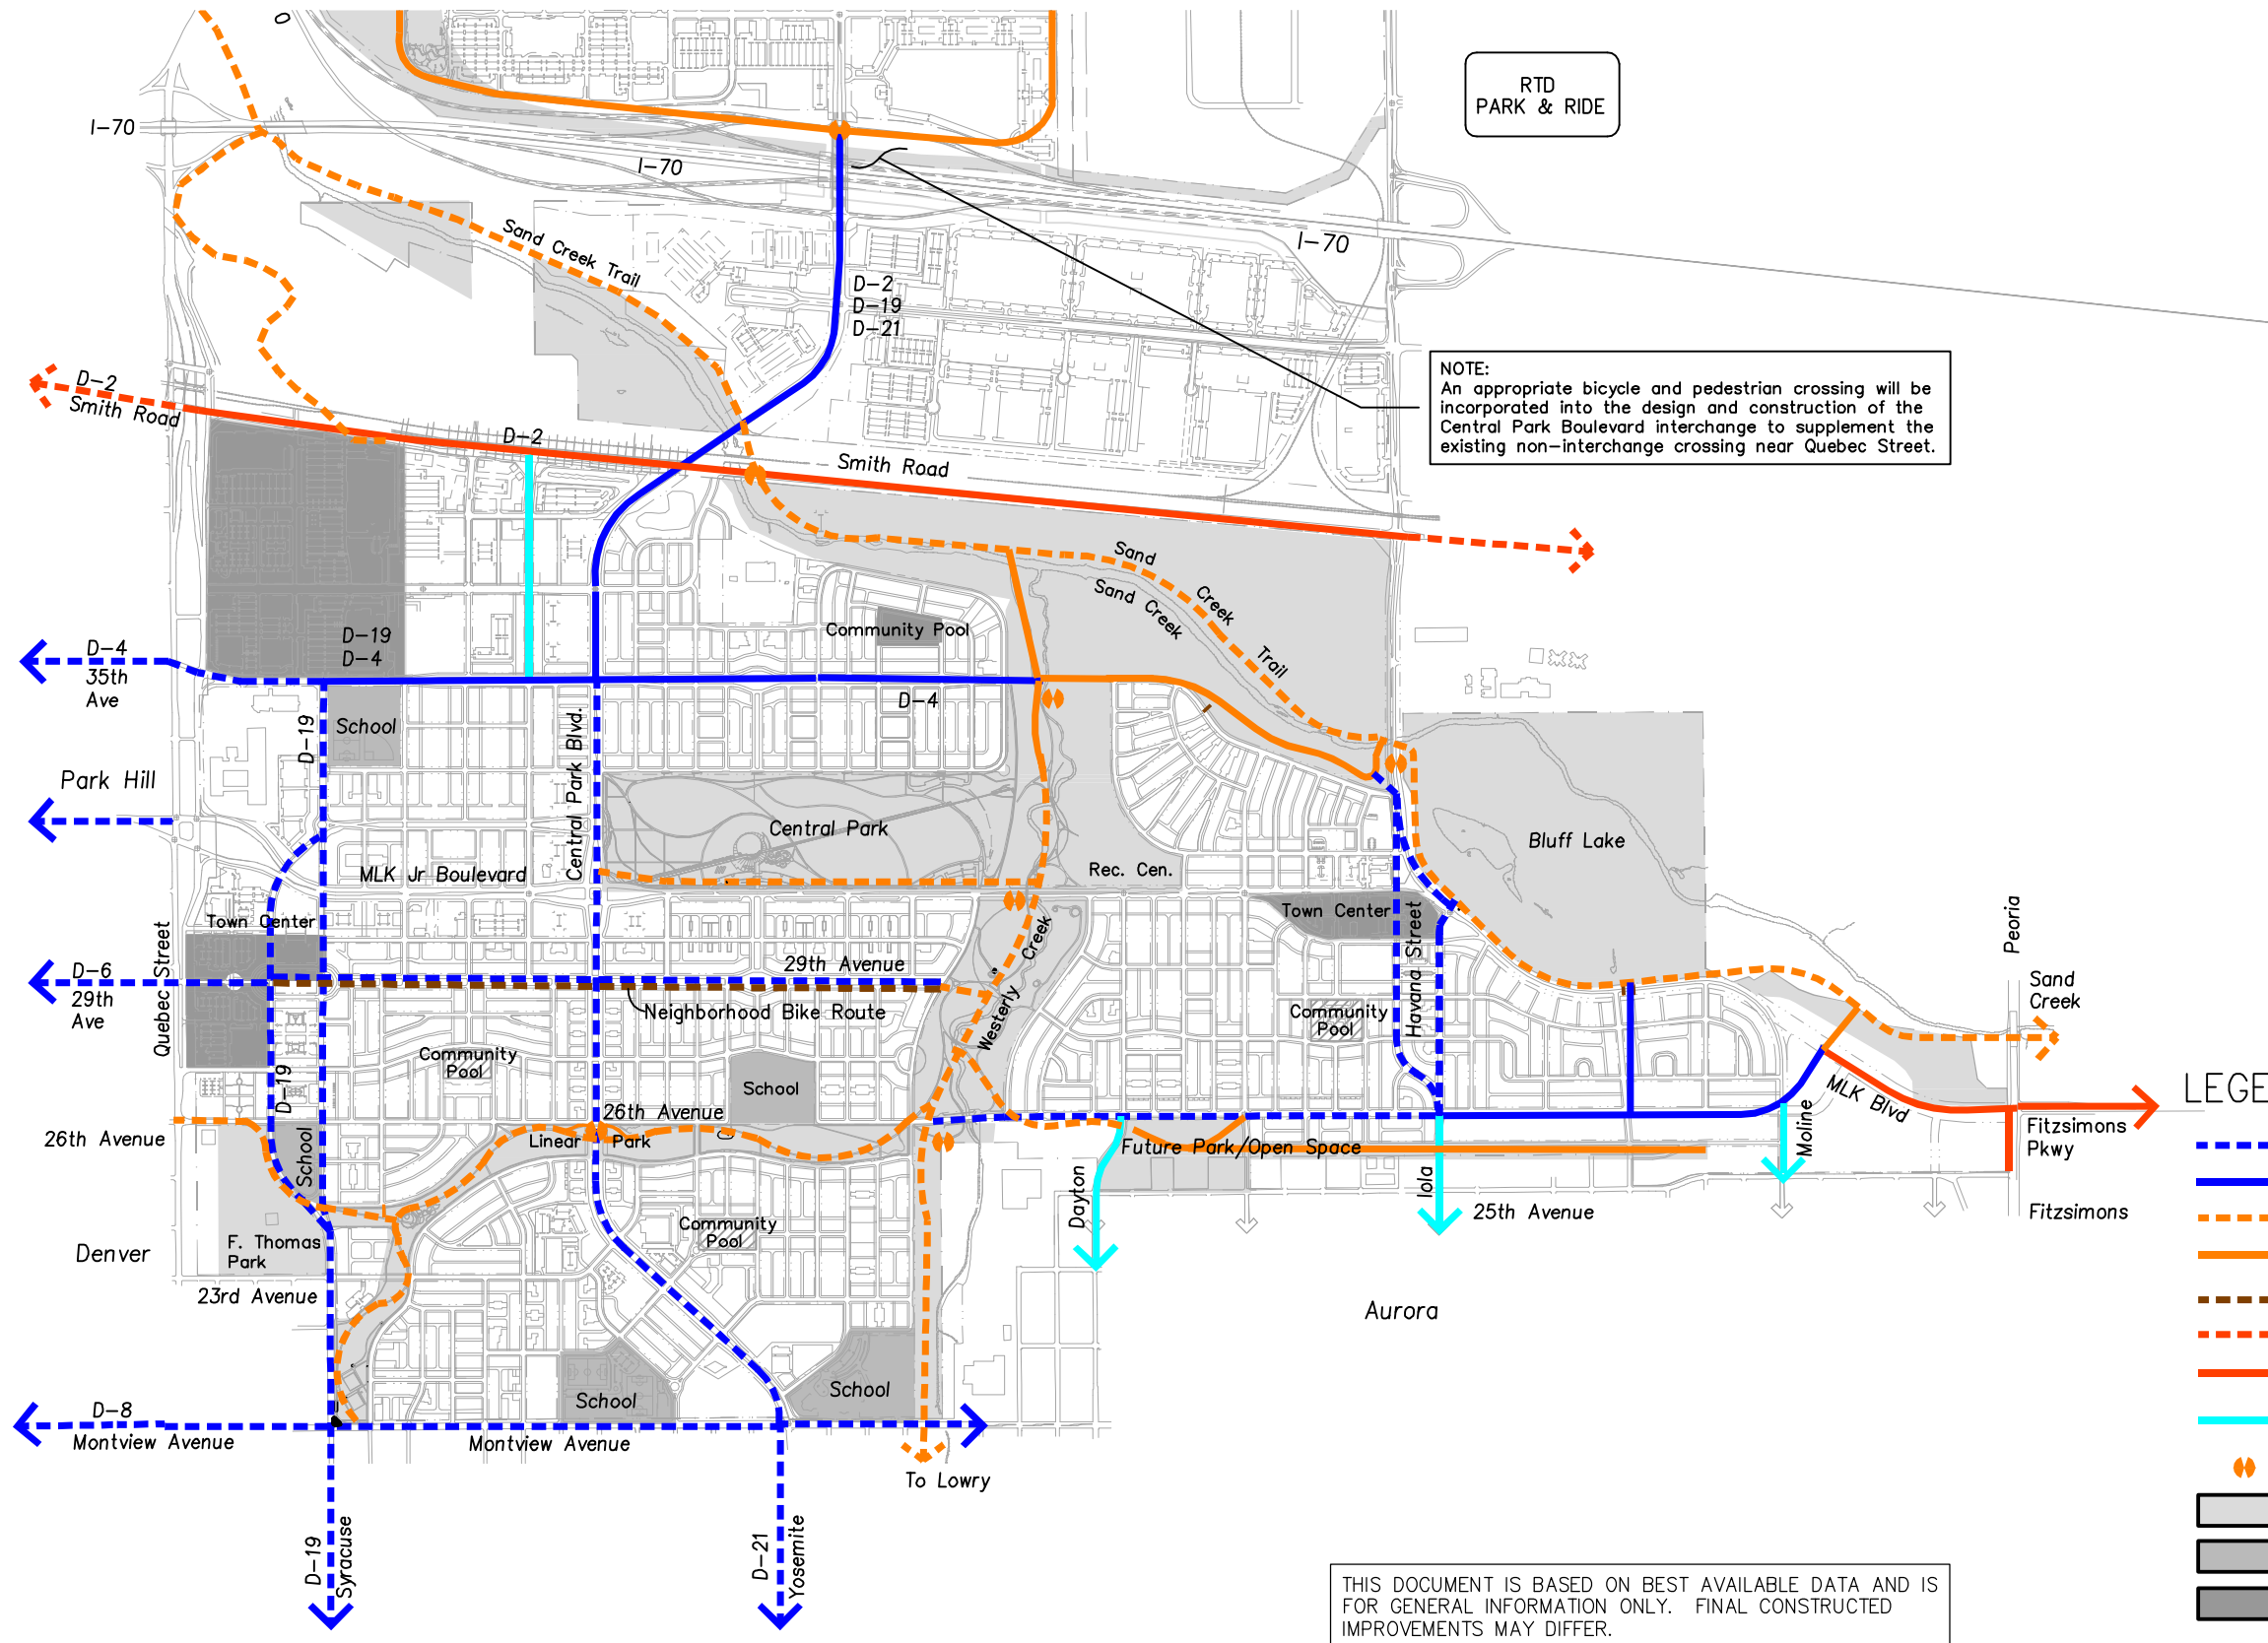 O
RTD
PARK & RIDE
I-70
I-70
I-70
Sand Creek Trail
D-2
D-19
D-21
NOTE:
An appropriate bicycle and pedestrian crossing will be
incorporated into the design and construction of the
Central Park Boulevard interchange to supplement the
existing non-interchange crossing near Quebec Street.
D-2
Smith Road
D-2
Smith Road
Sand
Creek
Trail
Sand Creek
Community Pool
D-19
D-4
D-4
35th
Ave
D-4
School
D-19
Central Park Blvd.
Park Hill
Central Park
Bluff Lake
MLK Jr Boulevard
Rec. Cen.
Town Center
Town Center
Quebec Street
Havana Street
Peoria
Westerly
Creek
29th Avenue
D-6
29th
Ave
Neighborhood Bike Route
Community
Pool
Sand
Creek
Community
Pool
School
D-19
26th Avenue
26th Avenue
Linear Park
School
MLK Blvd
Moline
LEGE
Fitzsimons
Pkwy
Future Park/Open Space
Dayton
Iola
25th Avenue
Fitzsimons
Community
Pool
F. Thomas
Park
Denver
23rd Avenue
Aurora
School
School
D-8
Montview Avenue
Montview Avenue
To Lowry
D-19
Syracuse
D-21
Yosemite
THIS DOCUMENT IS BASED ON BEST AVAILABLE DATA AND IS
FOR GENERAL INFORMATION ONLY. FINAL CONSTRUCTED
IMPROVEMENTS MAY DIFFER.